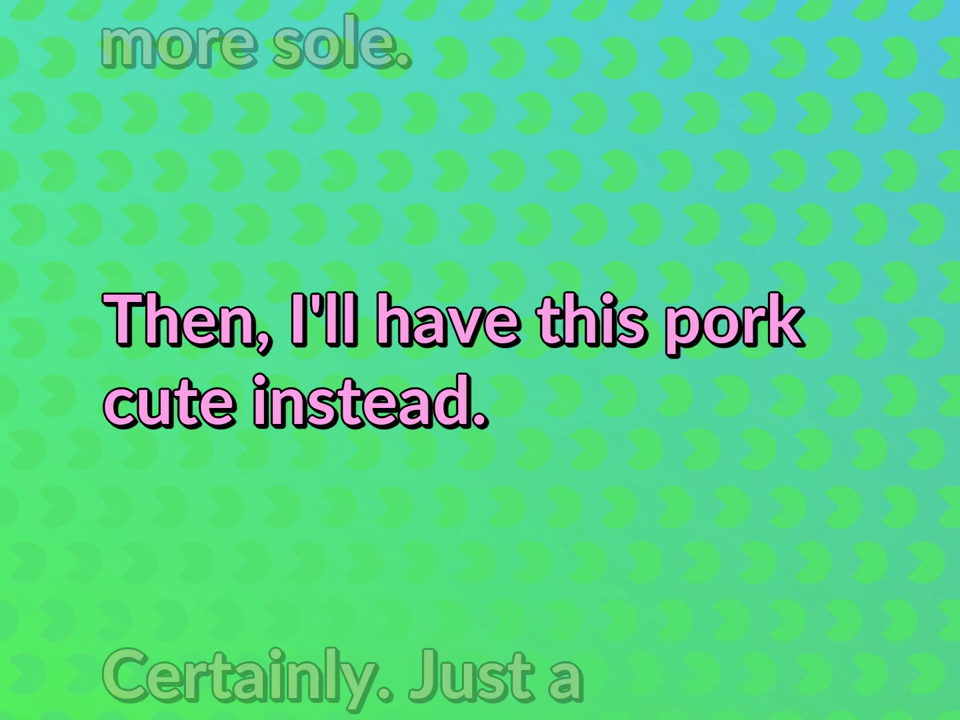 more sole.
Then, I'll have this pork
cute instead.
Certainly. Just a